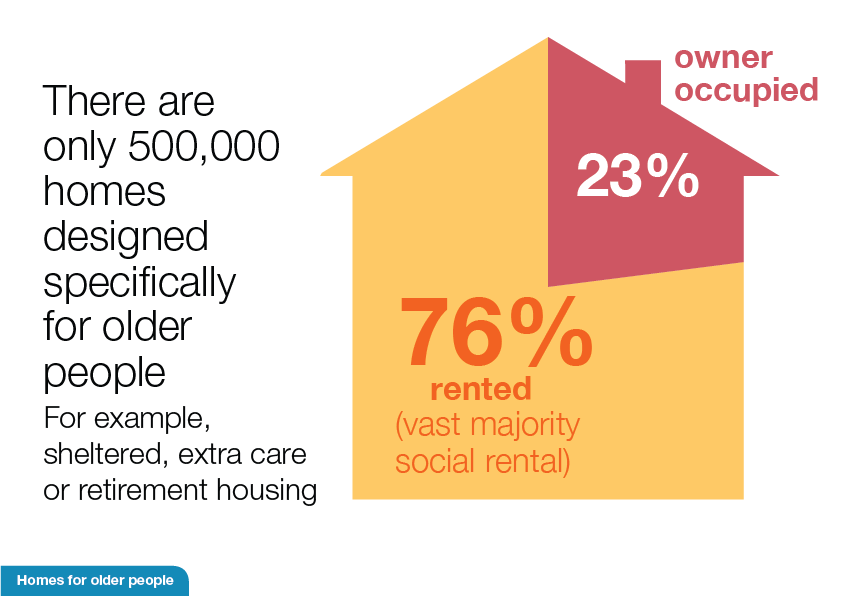 There are
only 500,000
homes
designed
specifically
for older
people
For example,
sheltered, extra care
or retirement housing
owner
occupied
23%
76%
rented
(vast majority
social rental)
Homes for older people